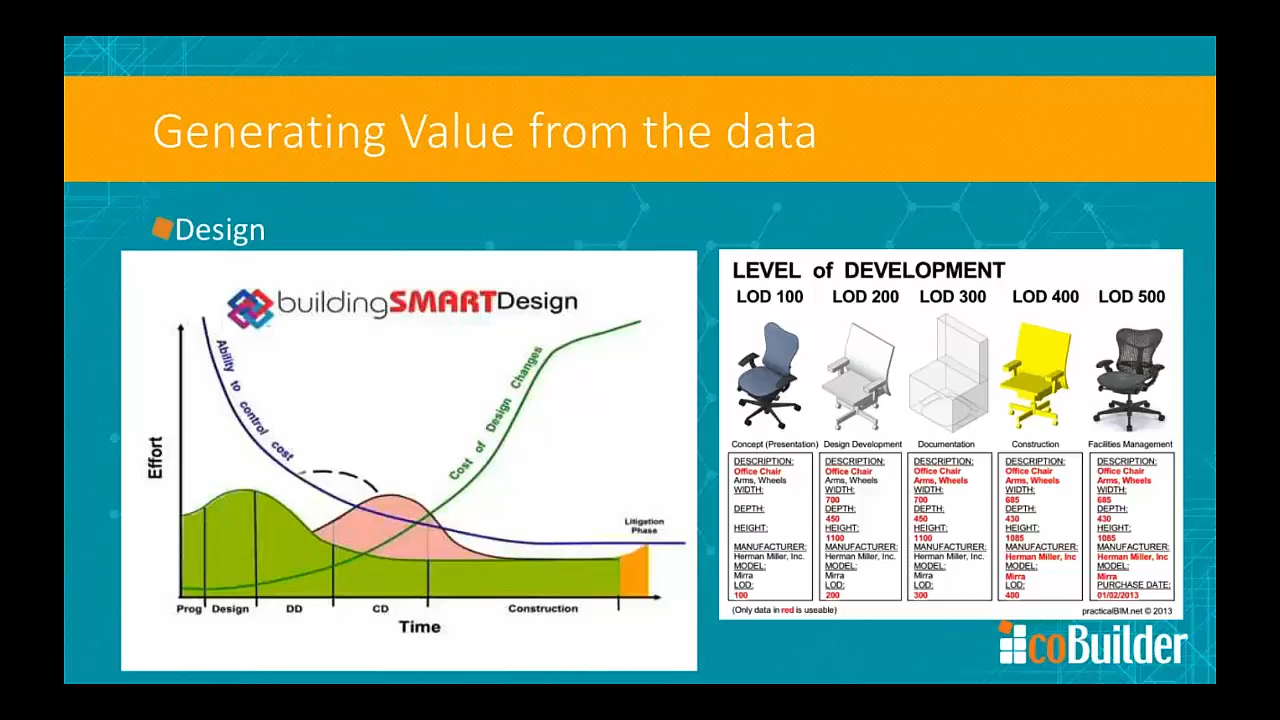 Generating Value from the data
Design
buildingSMARTDesign
Ability to control cost
Cost of Design Changes
Effort
Litigation
Phase
Prog
Design
DD
CD
Construction
Time
LEVEL of DEVELOPMENT
LOD 100
LOD 200
LOD 300
LOD 400
LOD 500
Concept (Presentation)
Design Development
Documentation
Construction
Facilities Management
DESCRIPTION:
Office Chair
Arms, Wheels
WIDTH:
DEPTH:
HEIGHT:
MANUFACTURER:
Herman Miller, Inc.
MODEL:
Mirra
LOD:
100
DESCRIPTION:
Office Chair
Arms, Wheels
WIDTH:
700
DEPTH:
450
HEIGHT:
1100
MANUFACTURER:
Herman Miller, Inc.
MODEL:
Mirra
LOD:
200
DESCRIPTION:
Office Chair
Arms, Wheels
WIDTH:
700
DEPTH:
450
HEIGHT:
1100
MANUFACTURER:
Herman Miller, Inc.
MODEL:
Mirra
LOD:
300
DESCRIPTION:
Office Chair
Arms, Wheels
WIDTH:
685
DEPTH:
430
HEIGHT:
1085
MANUFACTURER:
Herman Miller, Inc
MODEL:
Mirra
LOD:
400
DESCRIPTION:
Office Chair
Arms, Wheels
WIDTH:
685
DEPTH:
430
HEIGHT:
1085
MANUFACTURER:
Herman Miller, Inc
MODEL:
Mirra
PURCHASE DATE:
01/02/2013
(Only data in red is useable)
practicalBIM.net © 2013
coBuilder